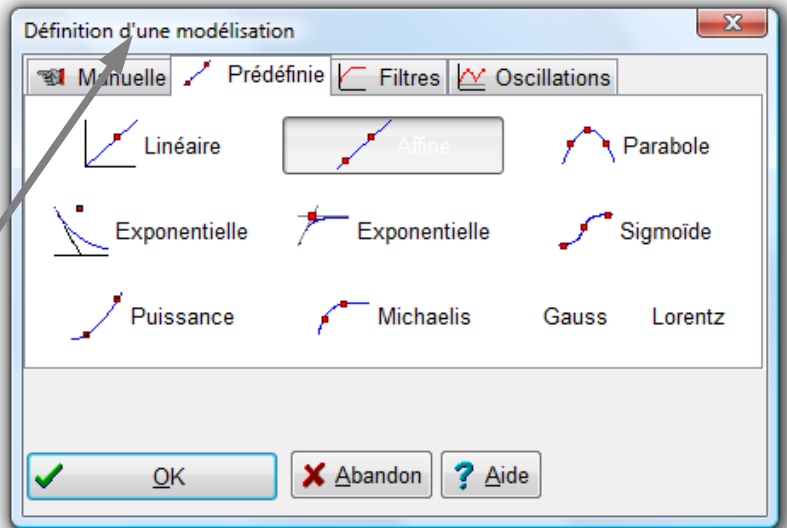 Définition d'une modélisation
Manuelle Prédéfinie Filtres Oscillations
Linéaire Affine Parabole
Exponentielle Exponentielle Sigmoïde
Puissance Michaelis Gauss Lorentz
OK Abandon Aide